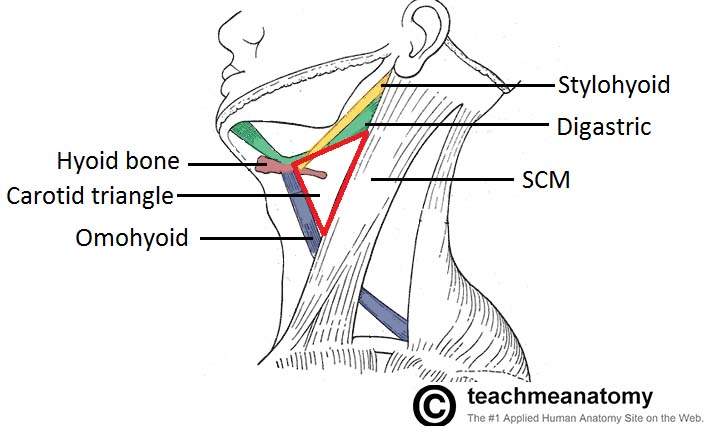 Stylohyoid
Digastric
Hyoid bone
SCM
Carotid triangle
Omohyoid
© teachmeanatomy
The #1 Applied Human Anatomy Site on the Web.